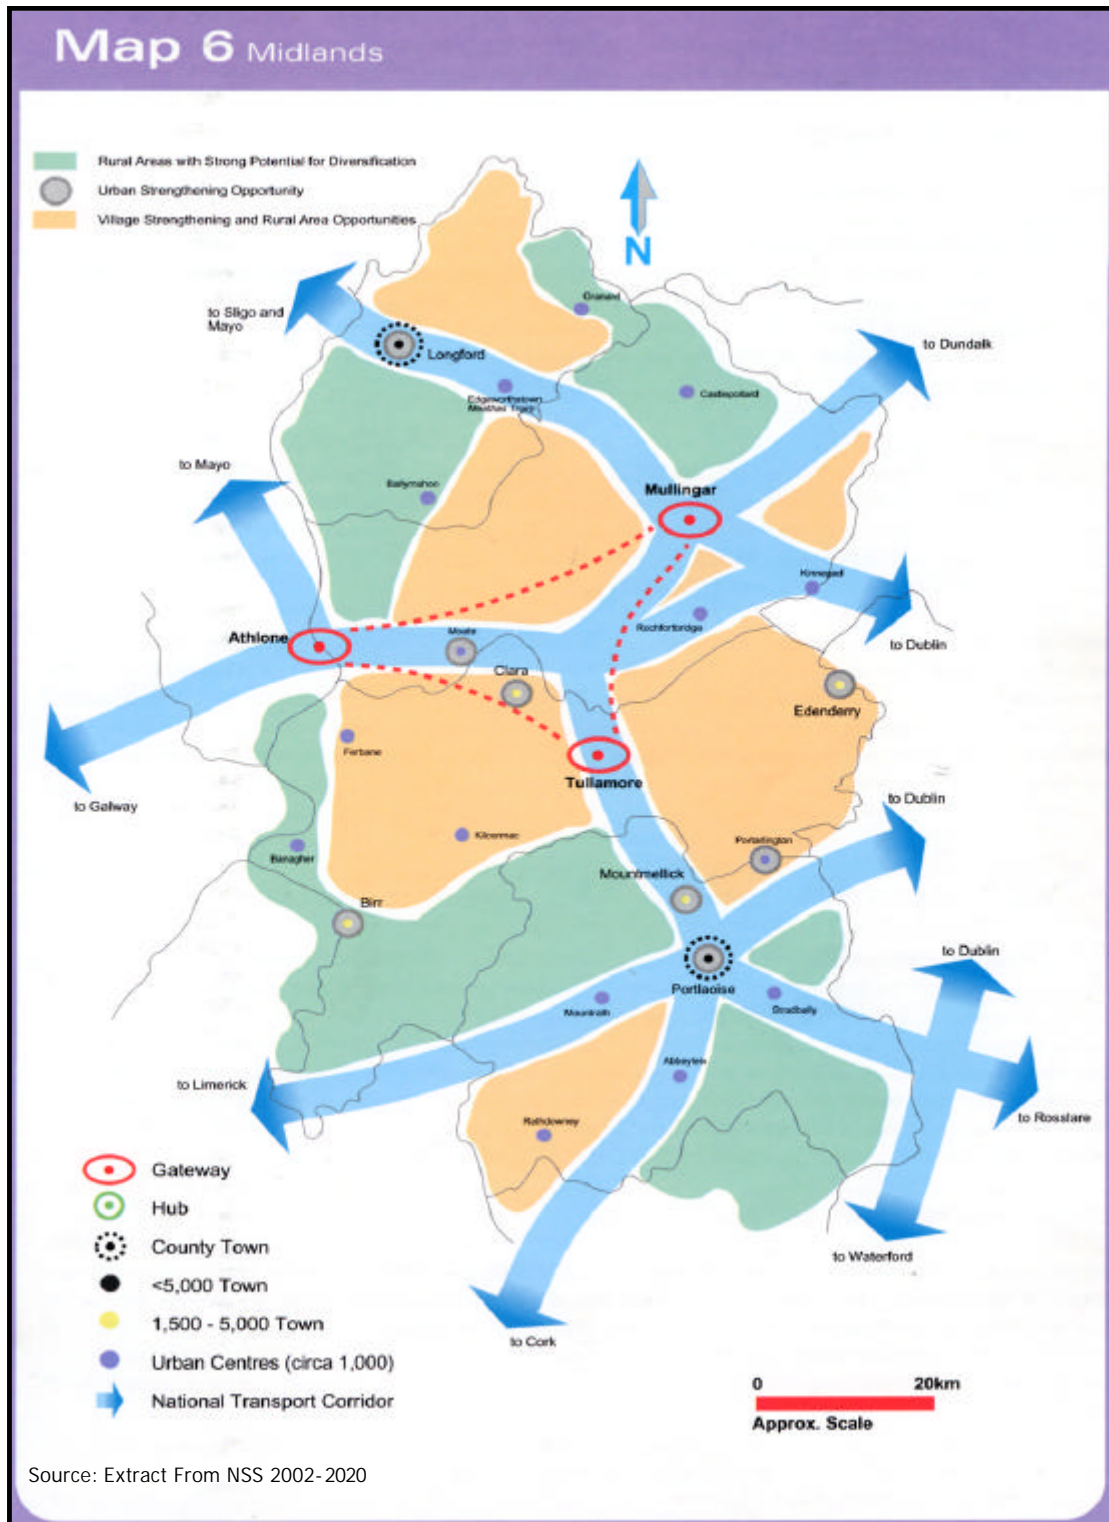 Map 6 Midlands
Rural Areas with Strong Potential for Diversification
Urban Strengthening Opportunity
Village Strengthening and Rural Area Opportunities
N
Granard
to Sligo and
Mayo
to Dundalk
Longford
Edgeworthstown
Castlepollard
to Mayo
Ballymahon
Mullingar
Kinnegad
Rochfortbridge
Athlone
Moate
to Dublin
Clara
Edenderry
Ferbane
Tullamore
to Galway
to Dublin
Kilcormac
Portarlington
Banagher
Mountmellick
Birr
to Dublin
Portlaoise
Mountrath
Stradbally
Abbeyleix
to Limerick
to Rosslare
Rathdowney
Gateway
Hub
County Town
to Waterford
<5,000 Town
1,500 - 5,000 Town
to Cork
Urban Centres (circa 1,000)
0 20km
National Transport Corridor
Approx. Scale
Source: Extract From NSS 2002-2020